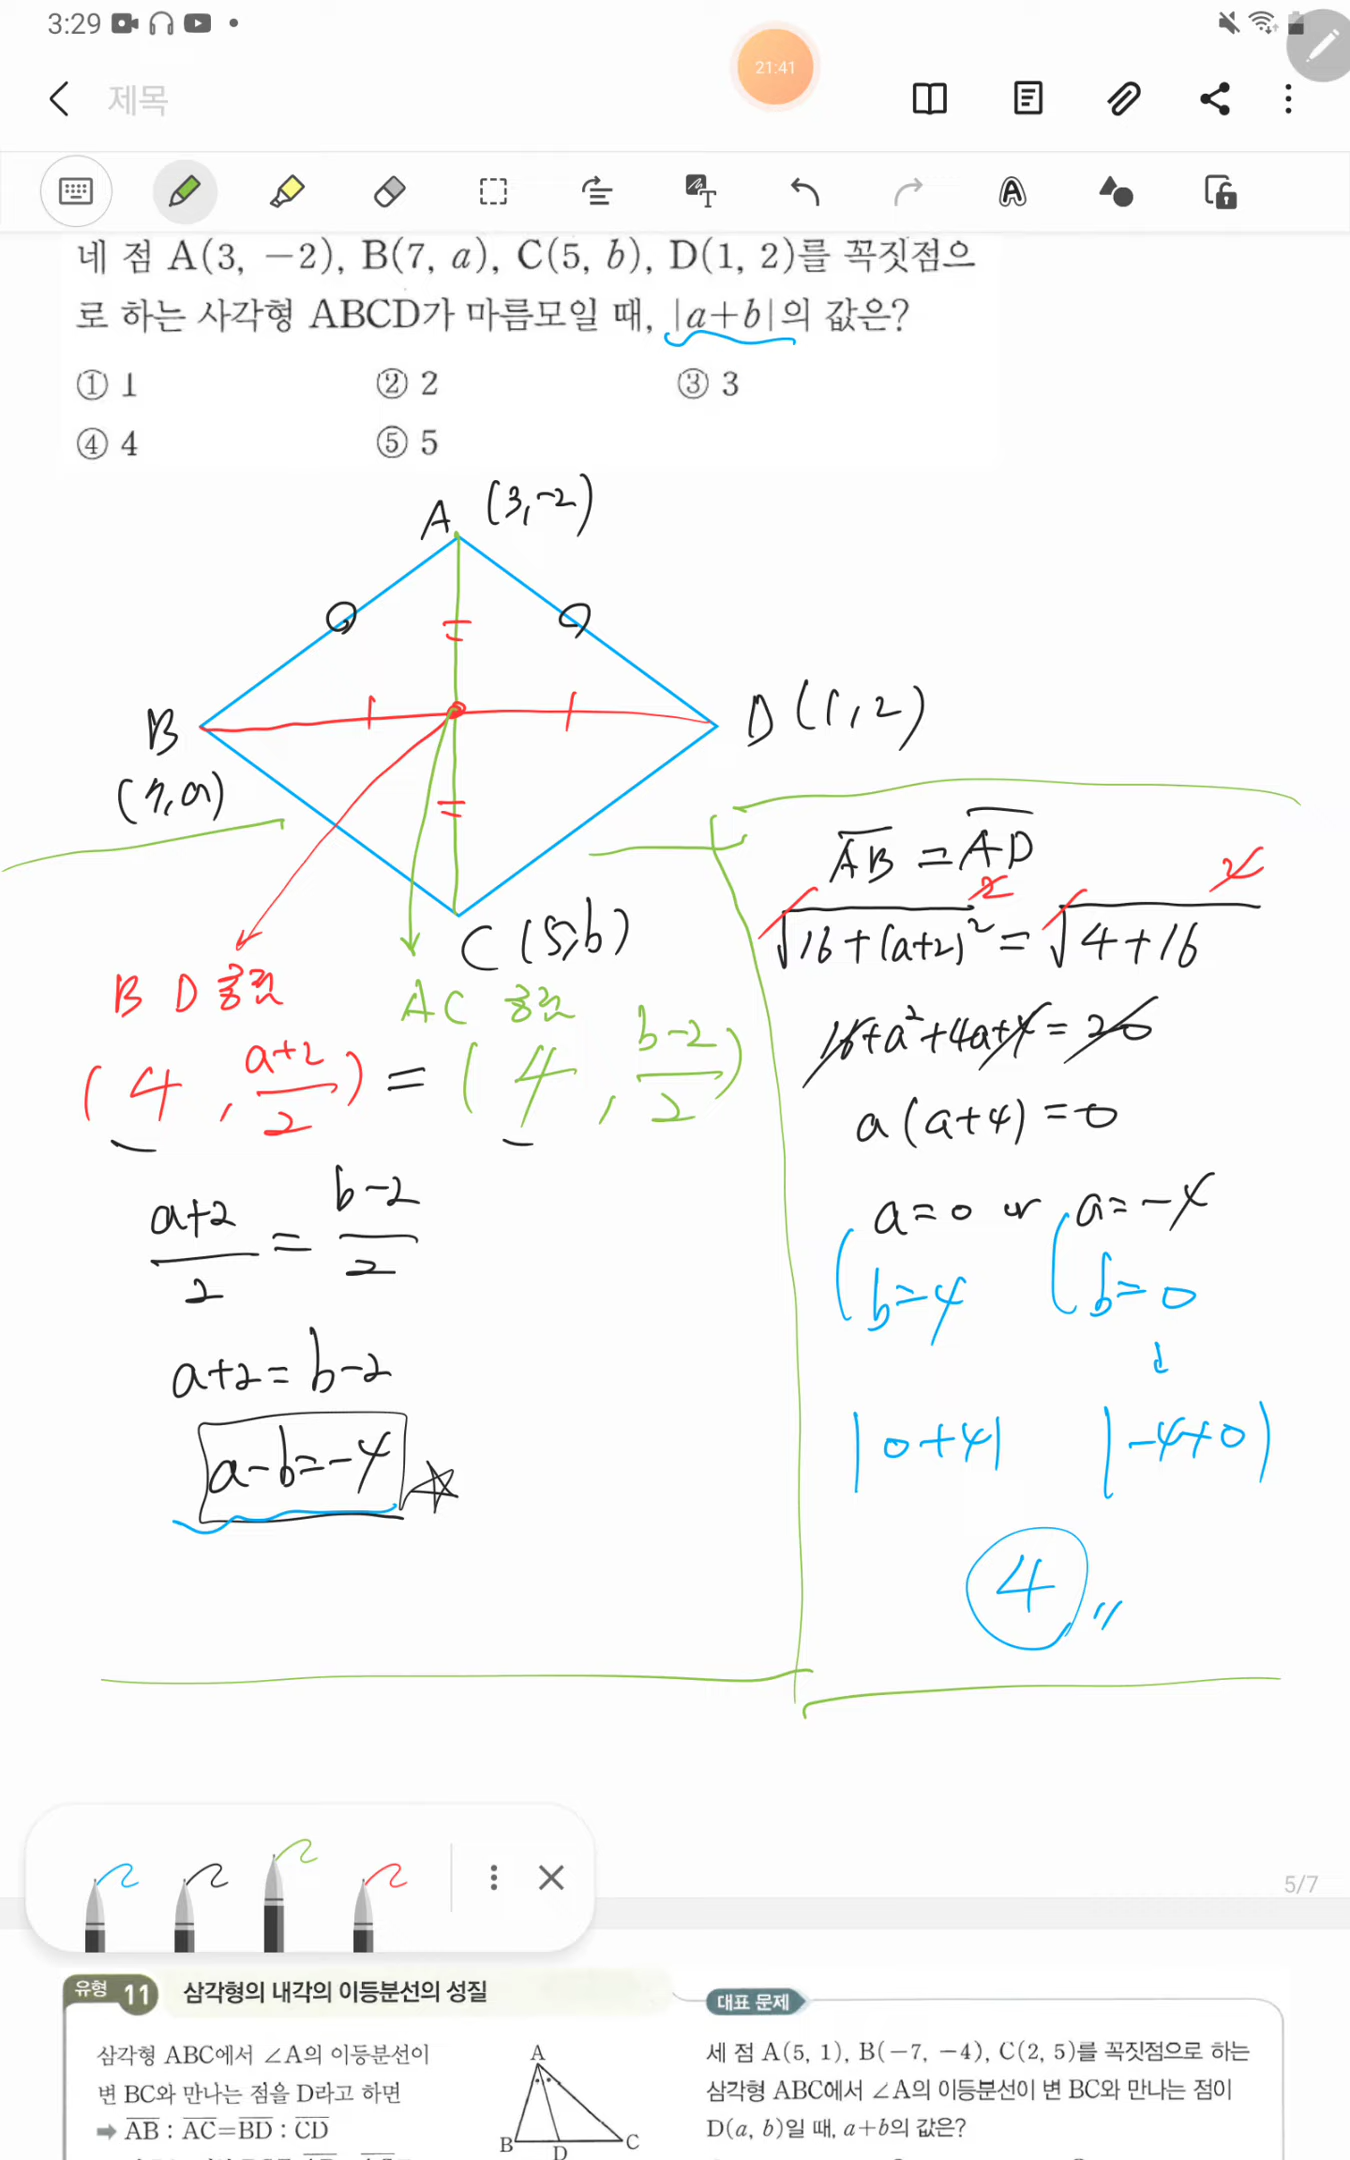 3:29
21:41
제목
네 점 A(3, −2), B(7, a), C(5, b), D(1, 2)를 꼭짓점으
로 하는 사각형 ABCD가 마름모일 때, |a+b|의 값은?
① 1 ② 2 ③ 3
④ 4 ⑤ 5
A (3,-2)
B
(7,a)
D (1,2)
C (5,b)
BD 중점
AC 중점
(4, (a+2)/2) = (4, (b-2)/2)
(a+2)/2 = (b-2)/2
a+2 = b-2
a-b=-4
A̅B̅ = A̅D̅
2 2
√(16+(a+2)²) = √(4+16)
16+a²+4a+4=20
a(a+4)=0
a=0 or a=-4
b=4 b=0
|0+4| |-4+0|
4
5/7
유형 11 삼각형의 내각의 이등분선의 성질
삼각형 ABC에서 ∠A의 이등분선이
변 BC와 만나는 점을 D라고 하면
➡ A̅B̅ : A̅C̅=B̅D̅ : C̅D̅
A
B D C
대표 문제
세 점 A(5, 1), B(−7, −4), C(2, 5)를 꼭짓점으로 하는
삼각형 ABC에서 ∠A의 이등분선이 변 BC와 만나는 점이
D(a, b)일 때, a+b의 값은?